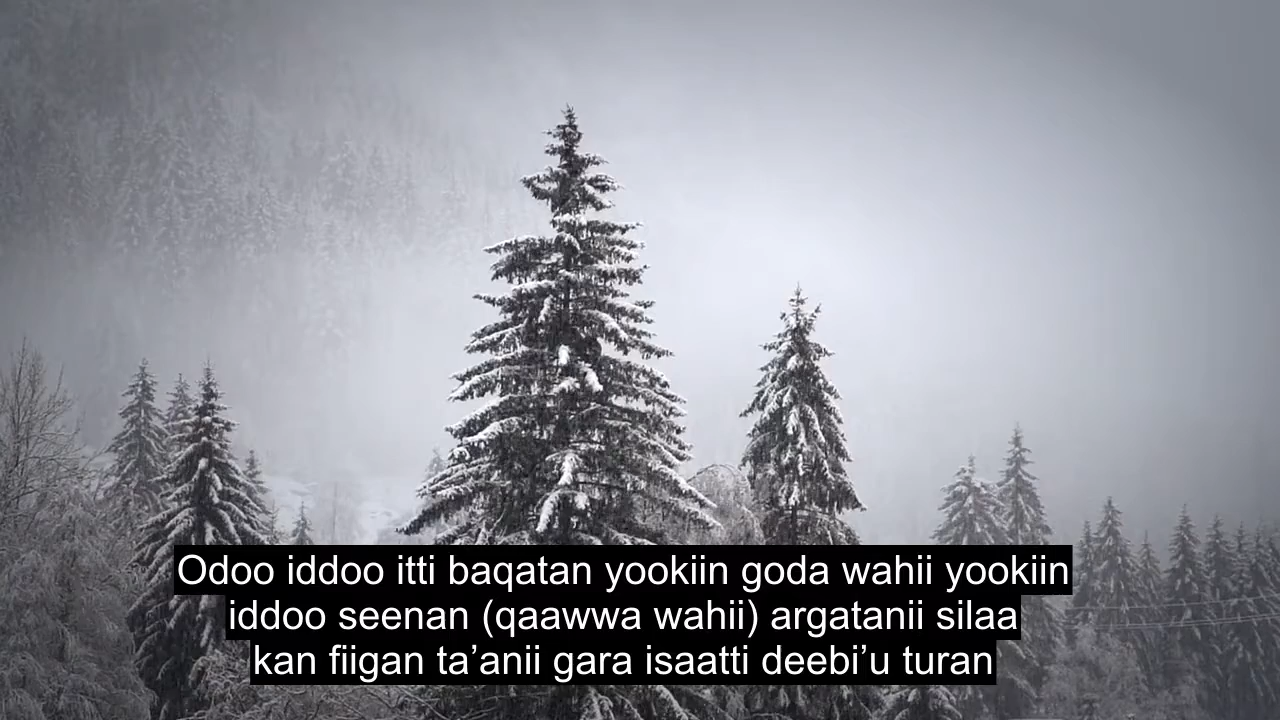 Odoo iddoo itti baqatan yookiin goda wahii yookiin
iddoo seenan (qaawwa wahii) argatanii silaa
kan fiigan ta’anii gara isaatti deebi’u turan